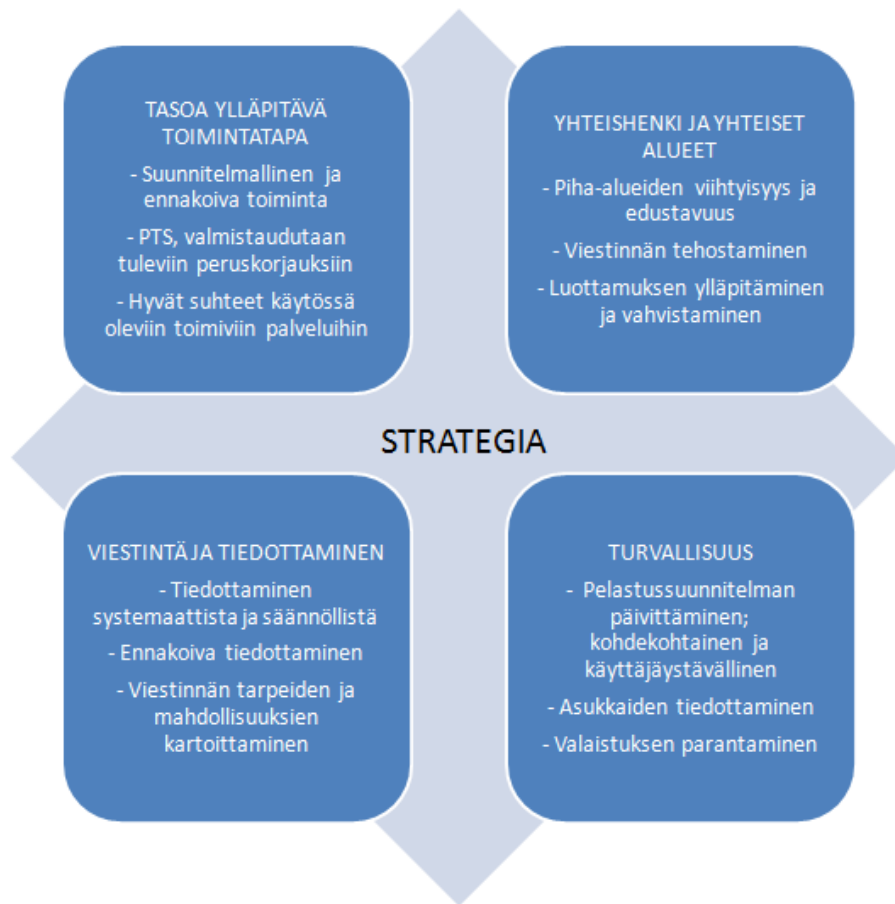 TASOA YLLÄPITÄVÄ
TOIMINTATAPA
- Suunnitelmallinen ja
ennakoiva toiminta
- PTS, valmistaudutaan
tuleviin peruskorjauksiin
- Hyvät suhteet käytössä
oleviin toimiviin palveluihin
YHTEISHENKI JA YHTEISET
ALUEET
- Piha-alueiden viihtyisyys ja
edustavuus
- Viestinnän tehostaminen
- Luottamuksen ylläpitäminen
ja vahvistaminen
STRATEGIA
VIESTINTÄ JA TIEDOTTAMINEN
- Tiedottaminen
systemaattista ja säännöllistä
- Ennakoiva tiedottaminen
- Viestinnän tarpeiden ja
mahdollisuuksien
kartoittaminen
TURVALLISUUS
- Pelastussuunnitelman
päivittäminen;
kohdekohtainen ja
käyttäjäystävällinen
- Asukkaiden tiedottaminen
- Valaistuksen parantaminen